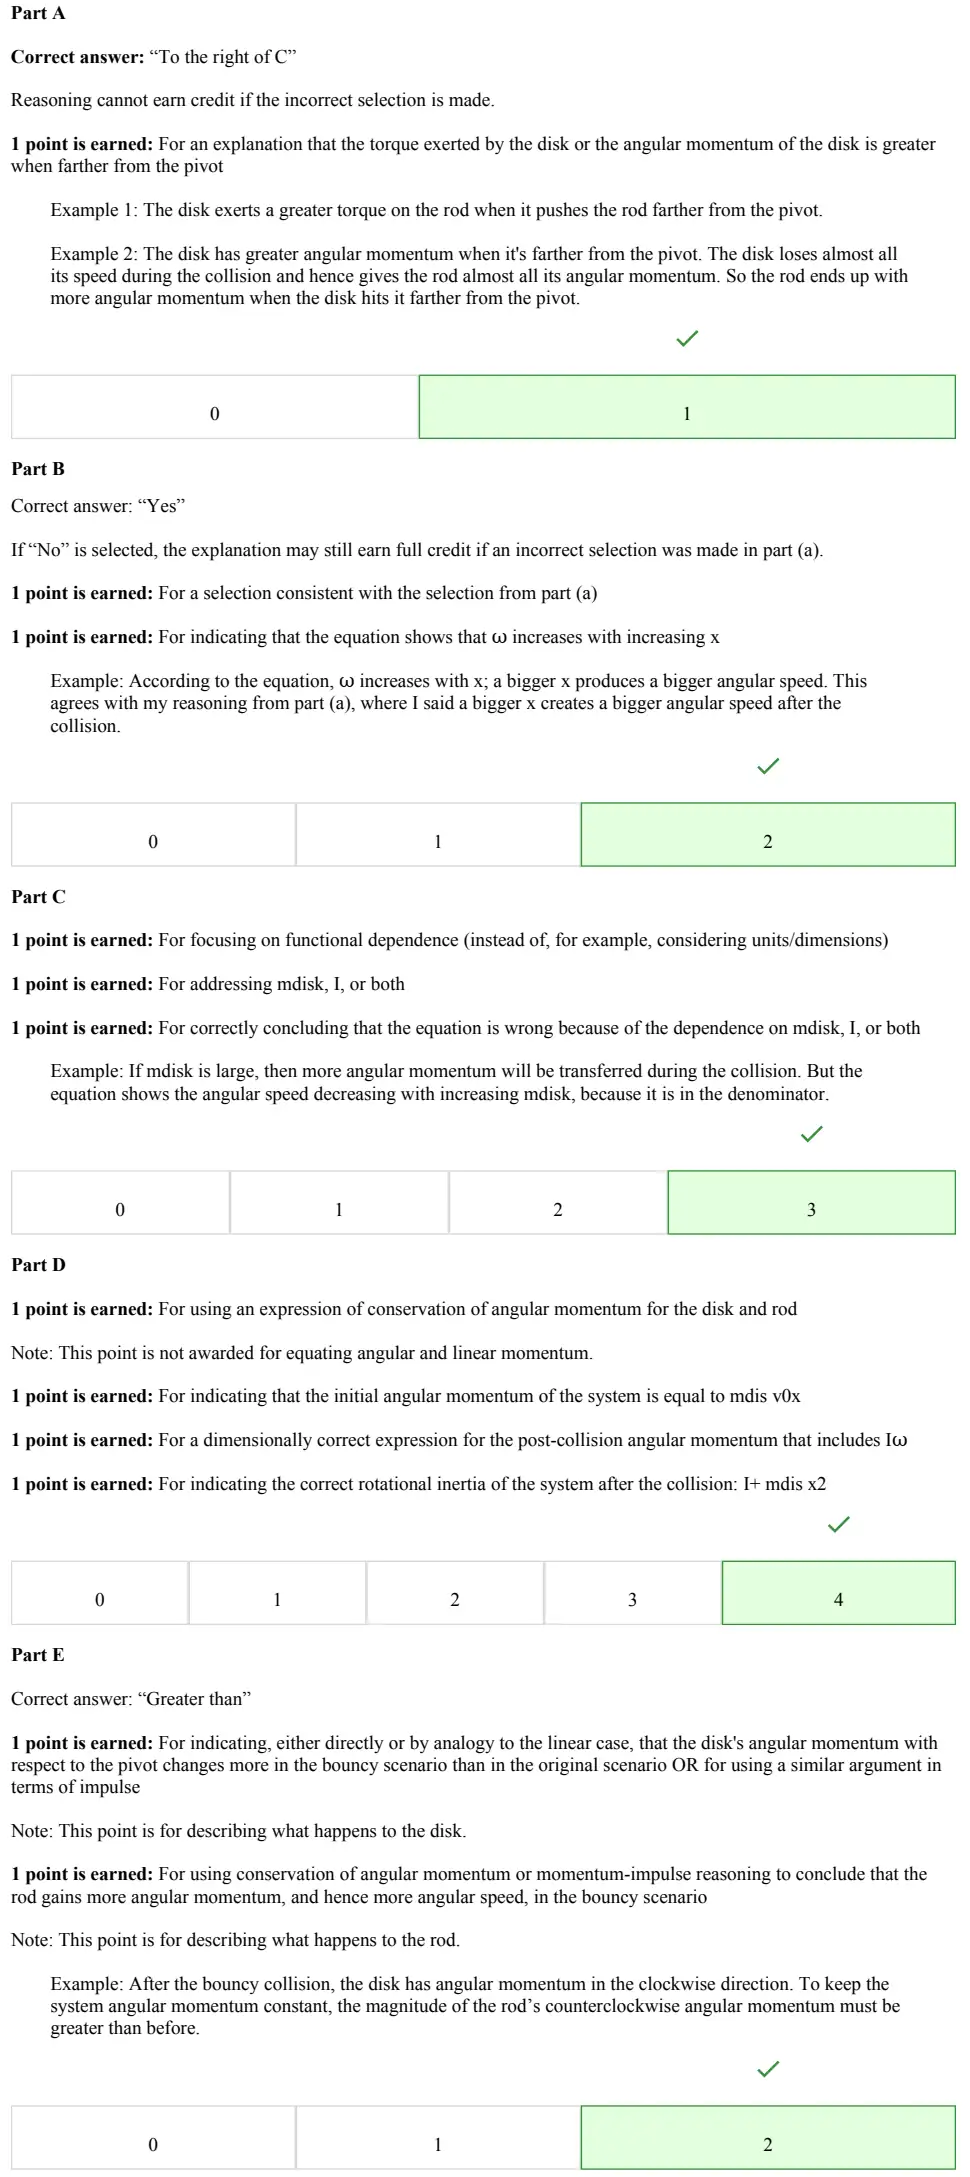 Part A
Correct answer: “To the right of C”
Reasoning cannot earn credit if the incorrect selection is made.
1 point is earned: For an explanation that the torque exerted by the disk or the angular momentum of the disk is greater
when farther from the pivot
Example 1: The disk exerts a greater torque on the rod when it pushes the rod farther from the pivot.
Example 2: The disk has greater angular momentum when it's farther from the pivot. The disk loses almost all
its speed during the collision and hence gives the rod almost all its angular momentum. So the rod ends up with
more angular momentum when the disk hits it farther from the pivot.
0 1
Part B
Correct answer: “Yes”
If “No” is selected, the explanation may still earn full credit if an incorrect selection was made in part (a).
1 point is earned: For a selection consistent with the selection from part (a)
1 point is earned: For indicating that the equation shows that ω increases with increasing x
Example: According to the equation, ω increases with x; a bigger x produces a bigger angular speed. This
agrees with my reasoning from part (a), where I said a bigger x creates a bigger angular speed after the
collision.
0 1 2
Part C
1 point is earned: For focusing on functional dependence (instead of, for example, considering units/dimensions)
1 point is earned: For addressing mdisk, I, or both
1 point is earned: For correctly concluding that the equation is wrong because of the dependence on mdisk, I, or both
Example: If mdisk is large, then more angular momentum will be transferred during the collision. But the
equation shows the angular speed decreasing with increasing mdisk, because it is in the denominator.
0 1 2 3
Part D
1 point is earned: For using an expression of conservation of angular momentum for the disk and rod
Note: This point is not awarded for equating angular and linear momentum.
1 point is earned: For indicating that the initial angular momentum of the system is equal to mdis v0x
1 point is earned: For a dimensionally correct expression for the post-collision angular momentum that includes Iω
1 point is earned: For indicating the correct rotational inertia of the system after the collision: I+ mdis x2
0 1 2 3 4
Part E
Correct answer: “Greater than”
1 point is earned: For indicating, either directly or by analogy to the linear case, that the disk's angular momentum with
respect to the pivot changes more in the bouncy scenario than in the original scenario OR for using a similar argument in
terms of impulse
Note: This point is for describing what happens to the disk.
1 point is earned: For using conservation of angular momentum or momentum-impulse reasoning to conclude that the
rod gains more angular momentum, and hence more angular speed, in the bouncy scenario
Note: This point is for describing what happens to the rod.
Example: After the bouncy collision, the disk has angular momentum in the clockwise direction. To keep the
system angular momentum constant, the magnitude of the rod’s counterclockwise angular momentum must be
greater than before.
0 1 2